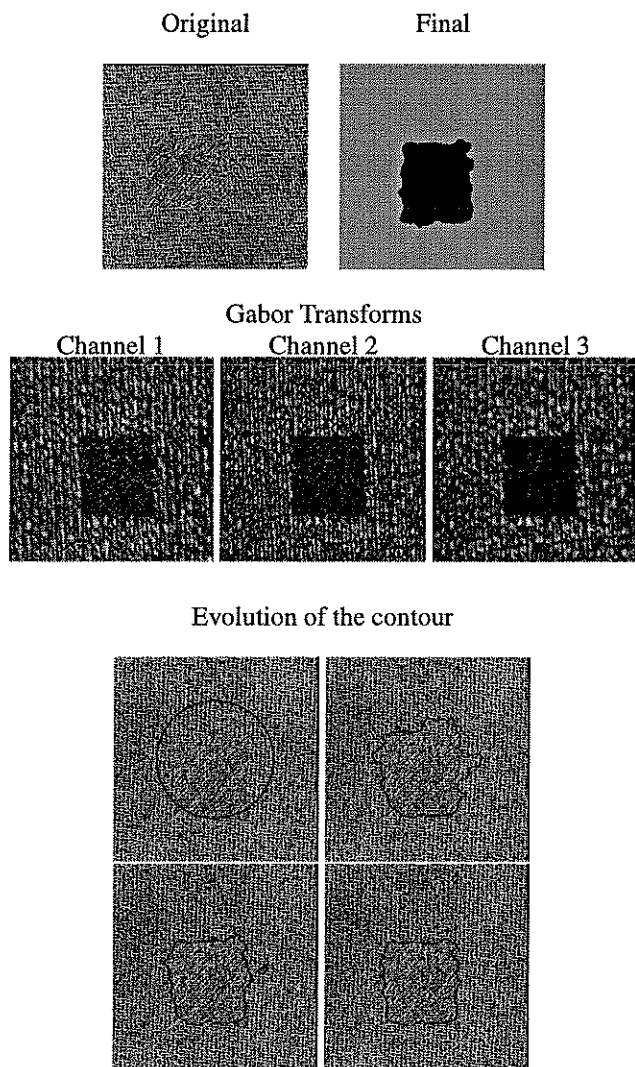 Original Final
Gabor Transforms
Channel 1 Channel 2 Channel 3
Evolution of the contour